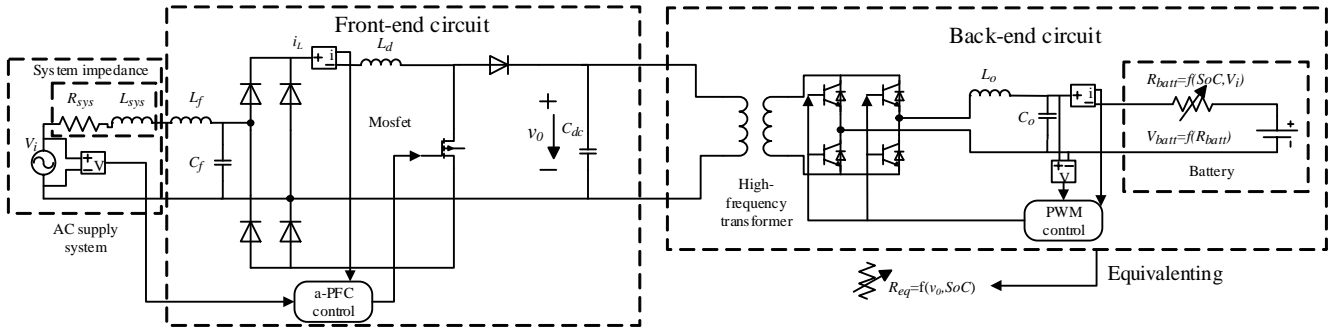 Front-end circuit
Back-end circuit
System impedance
R_sys
L_sys
L_f
C_f
V_i
+ −
V
AC supply
system
i_L
+ i
−
L_d
Mosfet
a-PFC
control
+
v_0
−
C_dc
High-
frequency
transformer
L_o
C_o
+ i
−
+ −
V
PWM
control
R_batt=f(SoC,V_i)
V_batt=f(R_batt)
+
−
Battery
R_eq=f(v_0,SoC)
Equivalenting